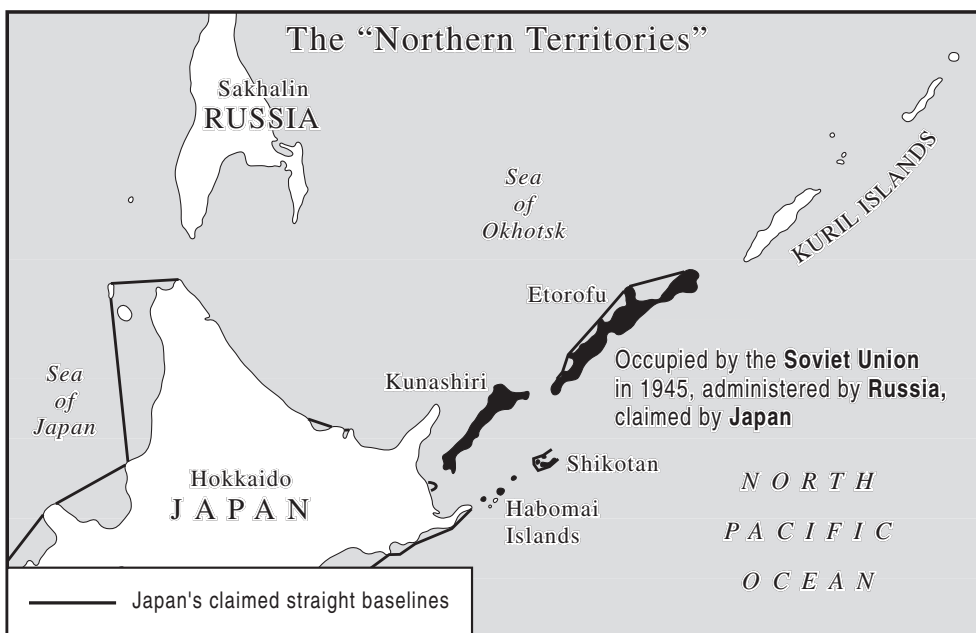 The “Northern Territories”
Sakhalin
RUSSIA
Sea
of
Okhotsk
KURIL ISLANDS
Etorofu
Occupied by the Soviet Union
in 1945, administered by Russia,
claimed by Japan
Kunashiri
Sea
of
Japan
Shikotan
Hokkaido
JAPAN
Habomai
Islands
NORTH
PACIFIC
OCEAN
Japan's claimed straight baselines